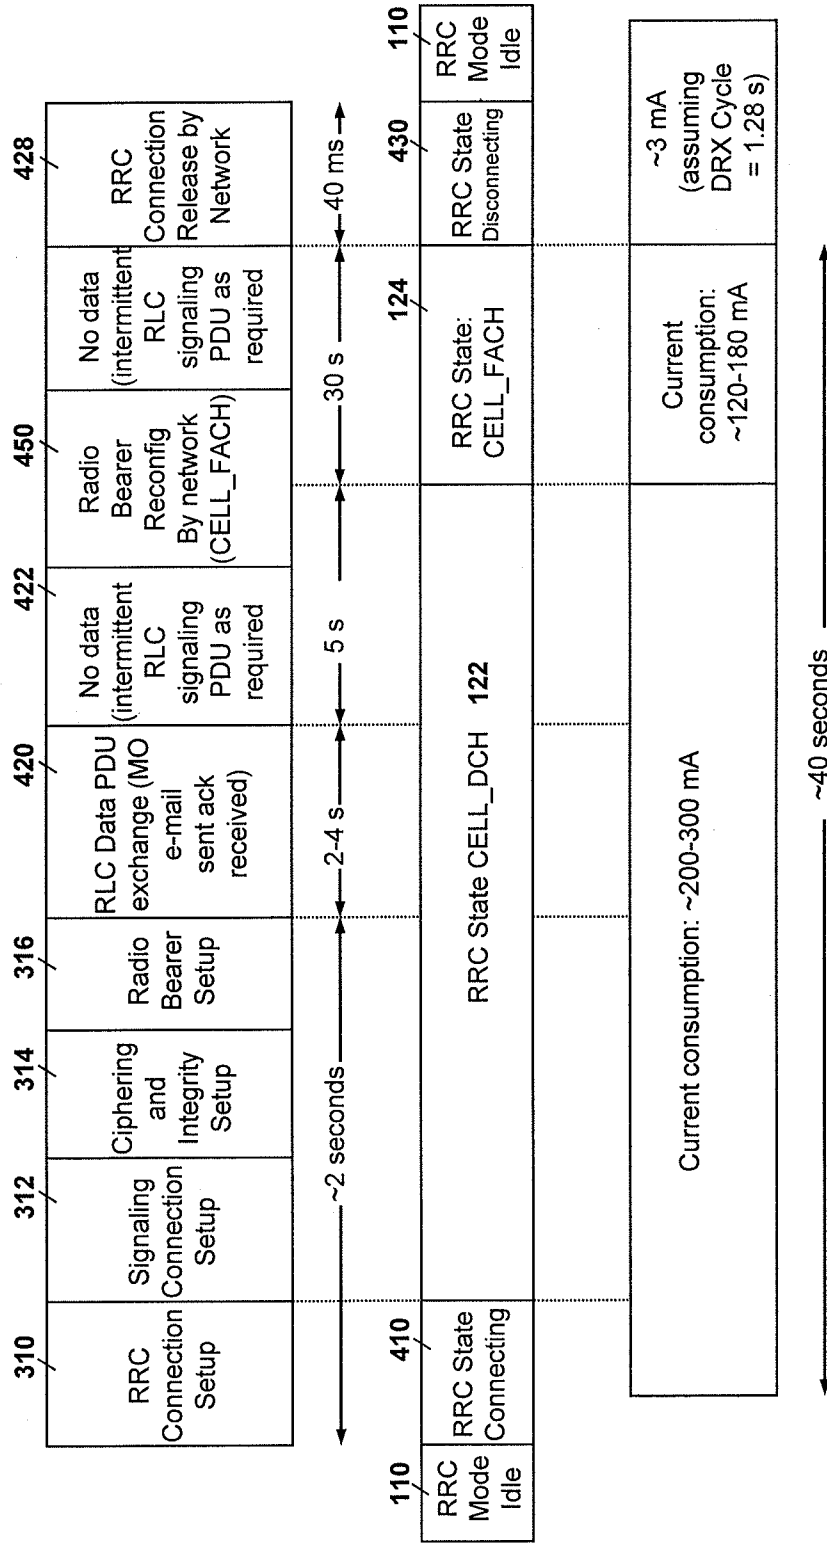 310
312
314
316
420
422
450
428
RRC
Connection
Setup
Signaling
Connection
Setup
Ciphering
and
Integrity
Setup
Radio
Bearer
Setup
RLC Data PDU
exchange (MO
e-mail
sent ack
received)
No data
(intermittent
RLC
signaling
PDU as
required
Radio
Bearer
Reconfig
By network
(CELL_FACH)
No data
(intermittent
RLC
signaling
PDU as
required
RRC
Connection
Release by
Network
~2 seconds
2-4 s
5 s
30 s
40 ms
110
410
124
430
110
RRC
Mode
Idle
RRC State
Connecting
RRC State CELL_DCH 122
RRC State:
CELL_FACH
RRC State
Disconnecting
RRC
Mode
Idle
Current consumption: ~200-300 mA
Current
consumption:
~120-180 mA
~3 mA
(assuming
DRX Cycle
= 1.28 s)
~40 seconds